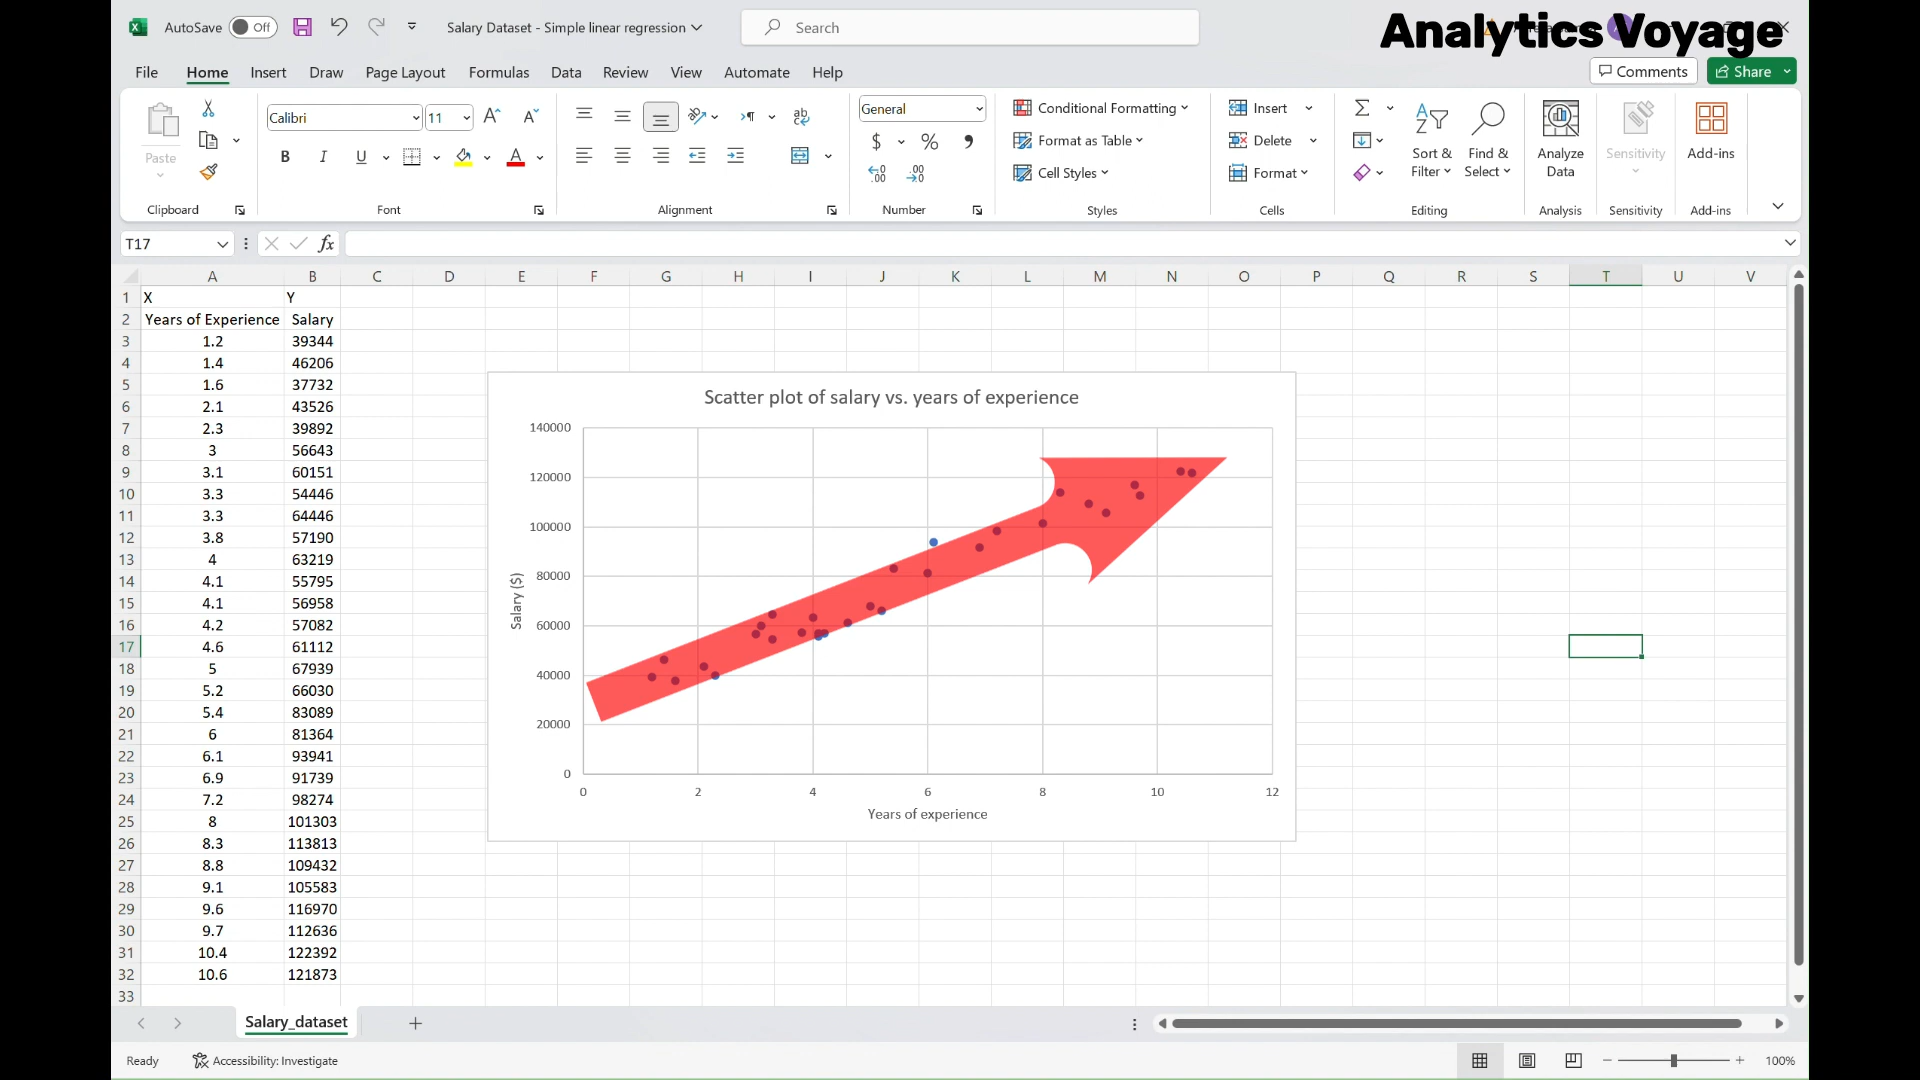 Analytics Voyage
AutoSave Off Salary Dataset - Simple linear regression Search
File Home Insert Draw Page Layout Formulas Data Review View Automate Help Comments Share
Calibri 11 General Conditional Formatting Insert
Paste B I U $ % Format as Table Delete Sort & Filter Find & Select Analyze Data Sensitivity Add-ins
Cell Styles Format
Clipboard Font Alignment Number Styles Cells Editing Analysis Sensitivity Add-ins
T17 fx
A B C D E F G H I J K L M N O P Q R S T U V
1 X Y
2 Years of Experience Salary
3 1.2 39344
4 1.4 46206
5 1.6 37732
6 2.1 43526
7 2.3 39892
8 3 56643
9 3.1 60151
10 3.3 54446
11 3.3 64446
12 3.8 57190
13 4 63219
14 4.1 55795
15 4.1 56958
16 4.2 57082
17 4.6 61112
18 5 67939
19 5.2 66030
20 5.4 83089
21 6 81364
22 6.1 93941
23 6.9 91739
24 7.2 98274
25 8 101303
26 8.3 113813
27 8.8 109432
28 9.1 105583
29 9.6 116970
30 9.7 112636
31 10.4 122392
32 10.6 121873
33
Scatter plot of salary vs. years of experience
140000
120000
100000
80000
60000
40000
20000
0
Salary ($)
0 2 4 6 8 10 12
Years of experience
Salary_dataset
Ready Accessibility: Investigate 100%